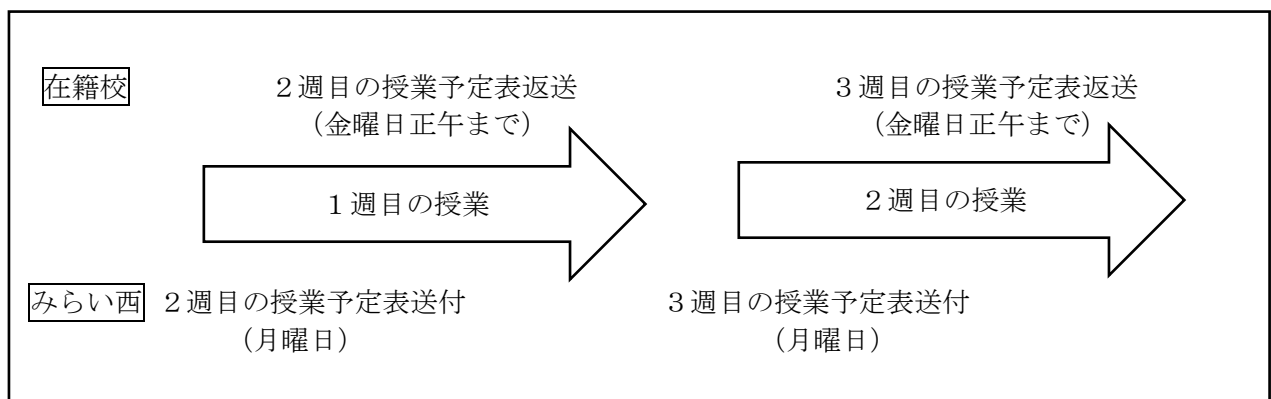 在籍校
２週目の授業予定表返送
（金曜日正午まで）
３週目の授業予定表返送
（金曜日正午まで）
１週目の授業
２週目の授業
みらい西
２週目の授業予定表送付
（月曜日）
３週目の授業予定表送付
（月曜日）